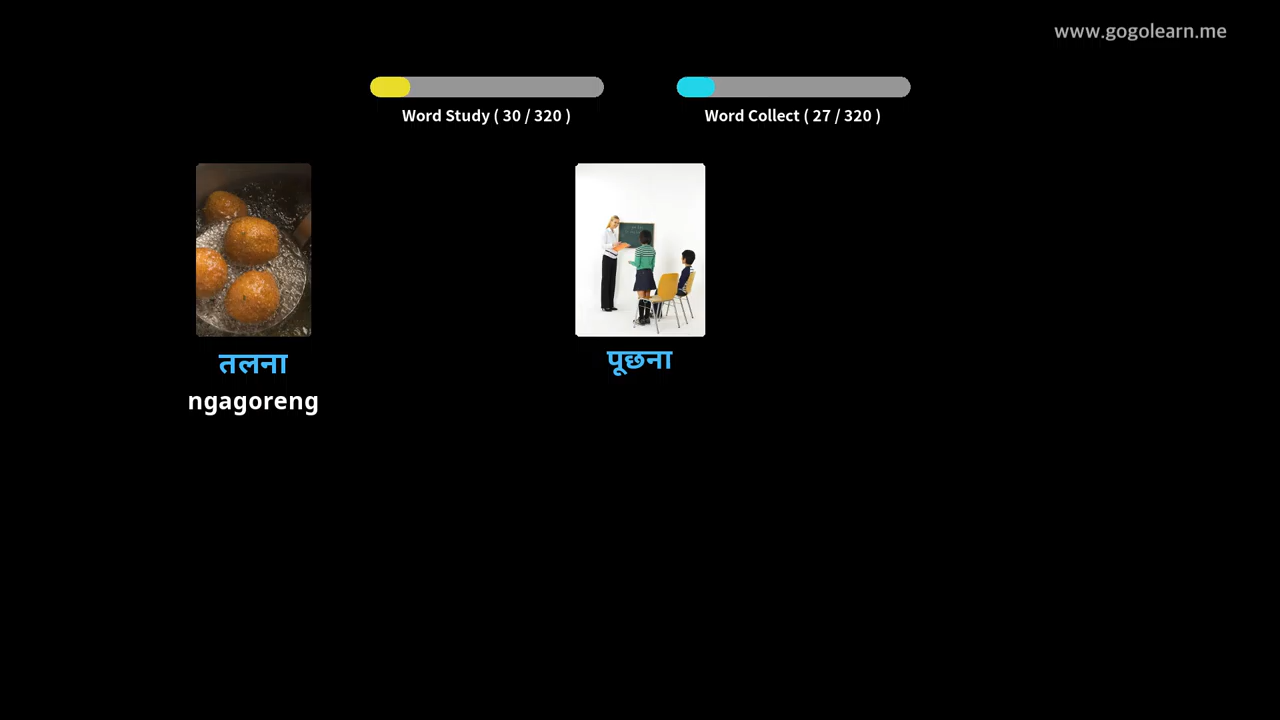 www.gogolearn.me
Word Study ( 30 / 320 )
Word Collect ( 27 / 320 )
तलना
ngagoreng
पूछना